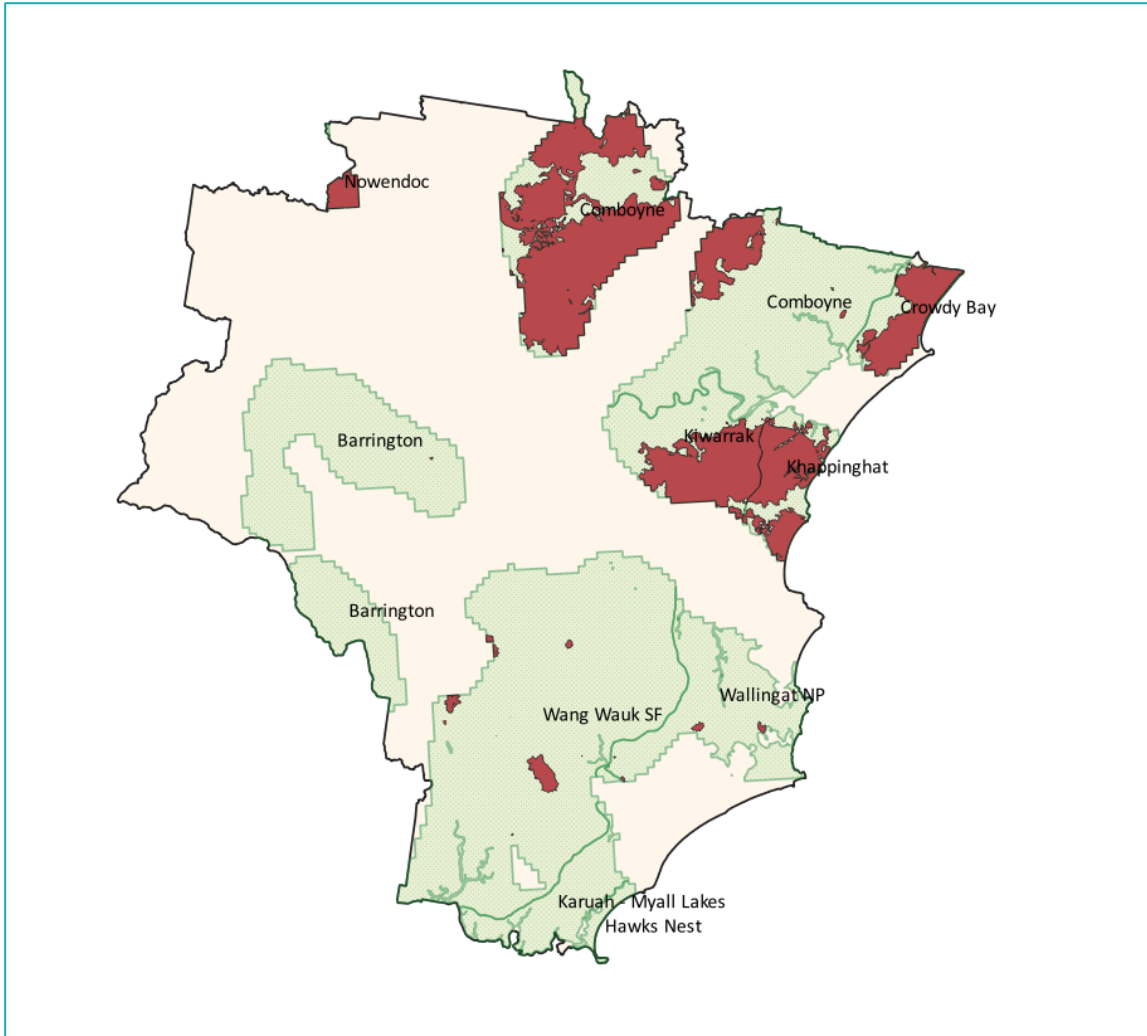 Nowendoc
Comboyne
Comboyne
Crowdy Bay
Barrington
Kiwarrak
Khappinghat
Barrington
Wallingat NP
Wang Wauk SF
Karuah - Myall Lakes
Hawks Nest